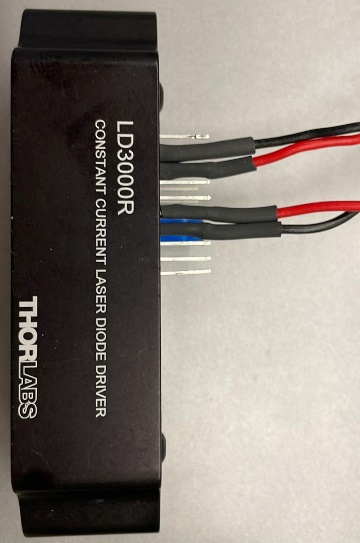 LD3000R
CONSTANT CURRENT LASER DIODE DRIVER
THORLABS